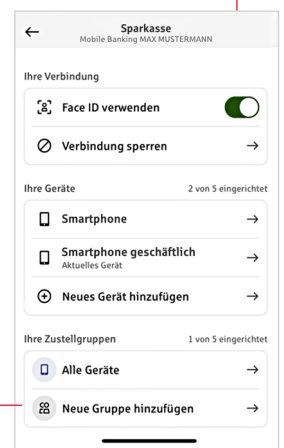 Sparkasse
Mobile Banking MAX MUSTERMANN
Ihre Verbindung
Face ID verwenden
Verbindung sperren
Ihre Geräte 2 von 5 eingerichtet
Smartphone
Smartphone geschäftlich
Aktuelles Gerät
Neues Gerät hinzufügen
Ihre Zustellgruppen 1 von 5 eingerichtet
Alle Geräte
Neue Gruppe hinzufügen